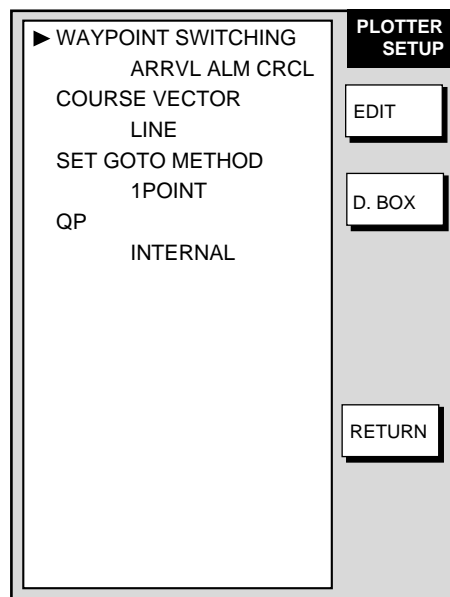 ▶ WAYPOINT SWITCHING
ARRVL ALM CRCL
COURSE VECTOR
LINE
SET GOTO METHOD
1POINT
QP
INTERNAL
PLOTTER
SETUP
EDIT
D. BOX
RETURN